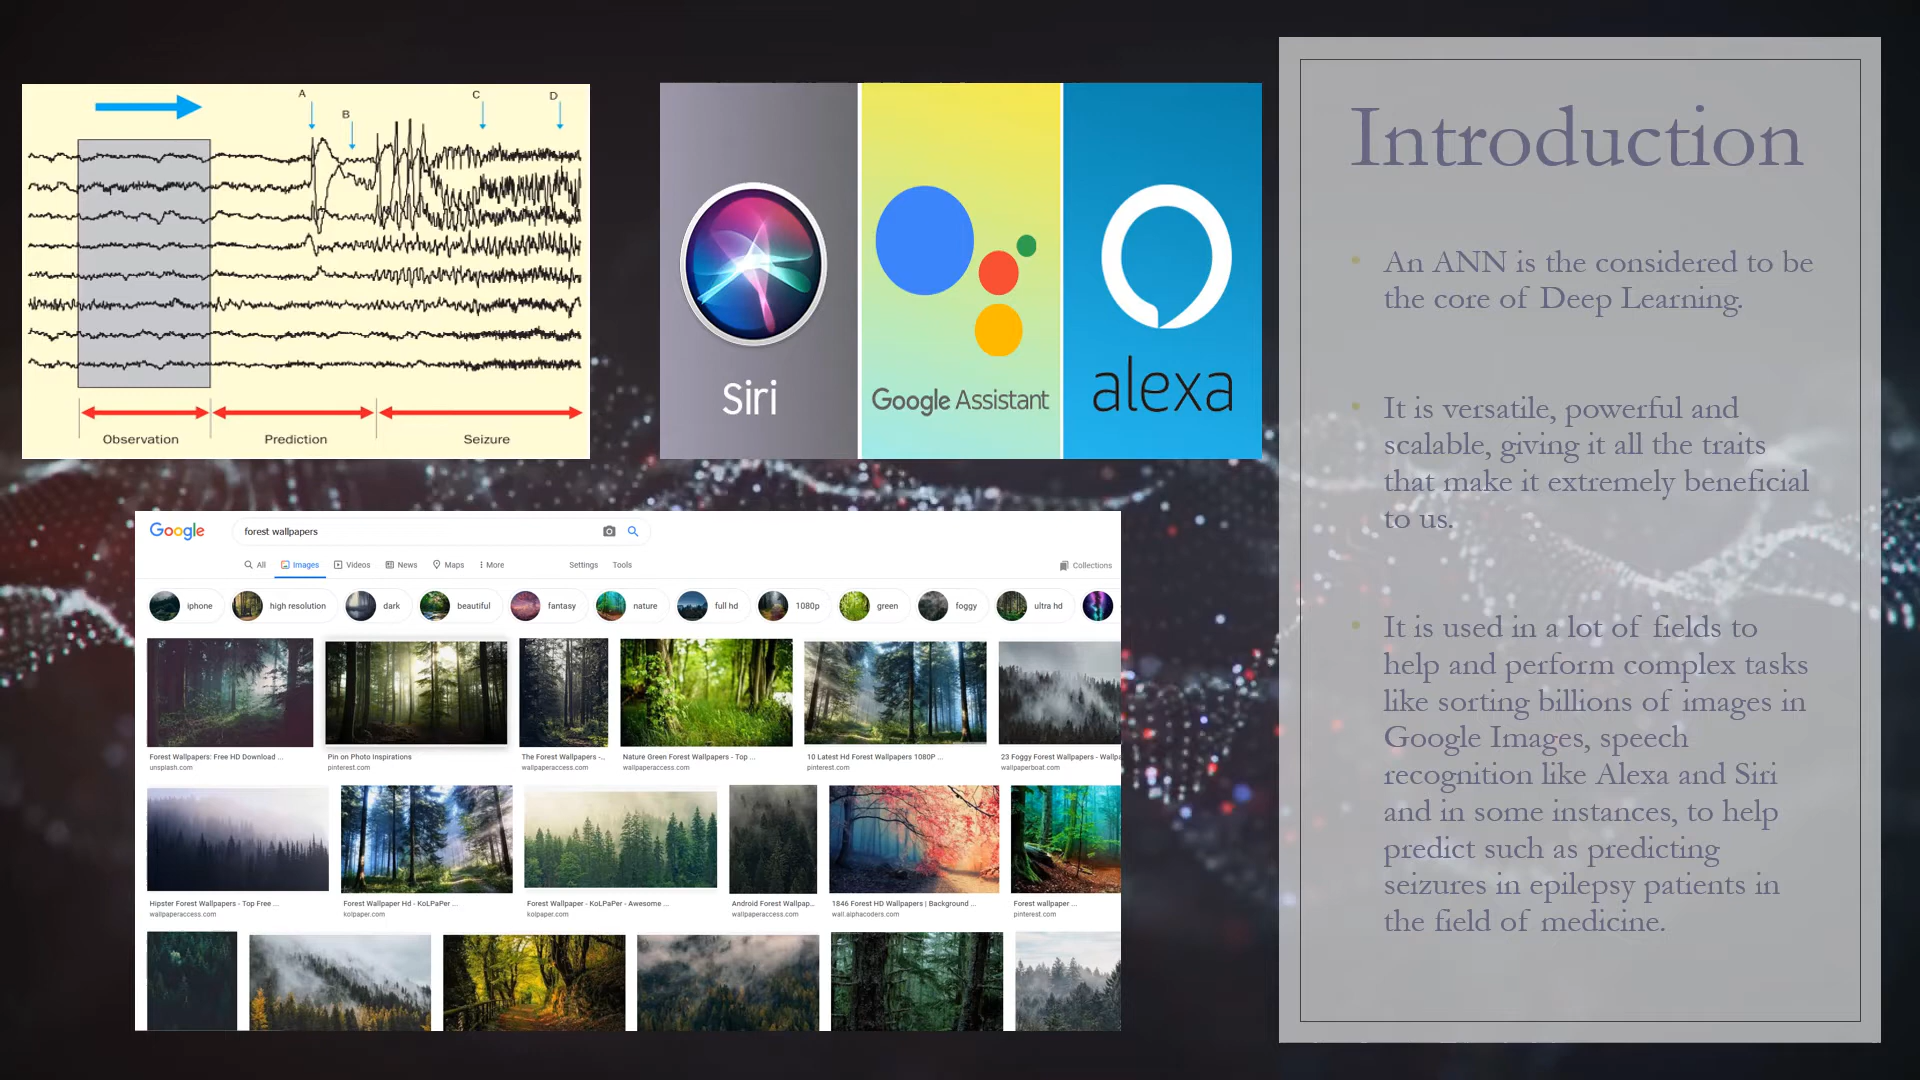 A
B
C
D
Observation
Prediction
Seizure
Siri
Google Assistant
alexa
Google
forest wallpapers
All
Images
Videos
News
Maps
More
Settings
Tools
Collections
iphone
high resolution
dark
beautiful
fantasy
nature
full hd
1080p
green
foggy
ultra hd
Forest Wallpapers: Free HD Download ...
unsplash.com
Pin on Photo Inspirations
pinterest.com
The Forest Wallpapers -...
wallpaperaccess.com
Nature Green Forest Wallpapers - Top ...
wallpaperaccess.com
10 Latest Hd Forest Wallpapers 1080P ...
pinterest.com
23 Foggy Forest Wallpapers - Wallpa
wallpaperboat.com
Hipster Forest Wallpapers - Top Free ...
wallpaperaccess.com
Forest Wallpaper Hd - KoLPaPer ...
kolpaper.com
Forest Wallpaper - KoLPaPer - Awesome ...
kolpaper.com
Android Forest Wallpap...
wallpaperaccess.com
1846 Forest HD Wallpapers | Background ...
wall.alphacoders.com
Forest wallpaper ...
pinterest.com
Introduction
An ANN is the considered to be
the core of Deep Learning.
It is versatile, powerful and
scalable, giving it all the traits
that make it extremely beneficial
to us.
It is used in a lot of fields to
help and perform complex tasks
like sorting billions of images in
Google Images, speech
recognition like Alexa and Siri
and in some instances, to help
predict such as predicting
seizures in epilepsy patients in
the field of medicine.